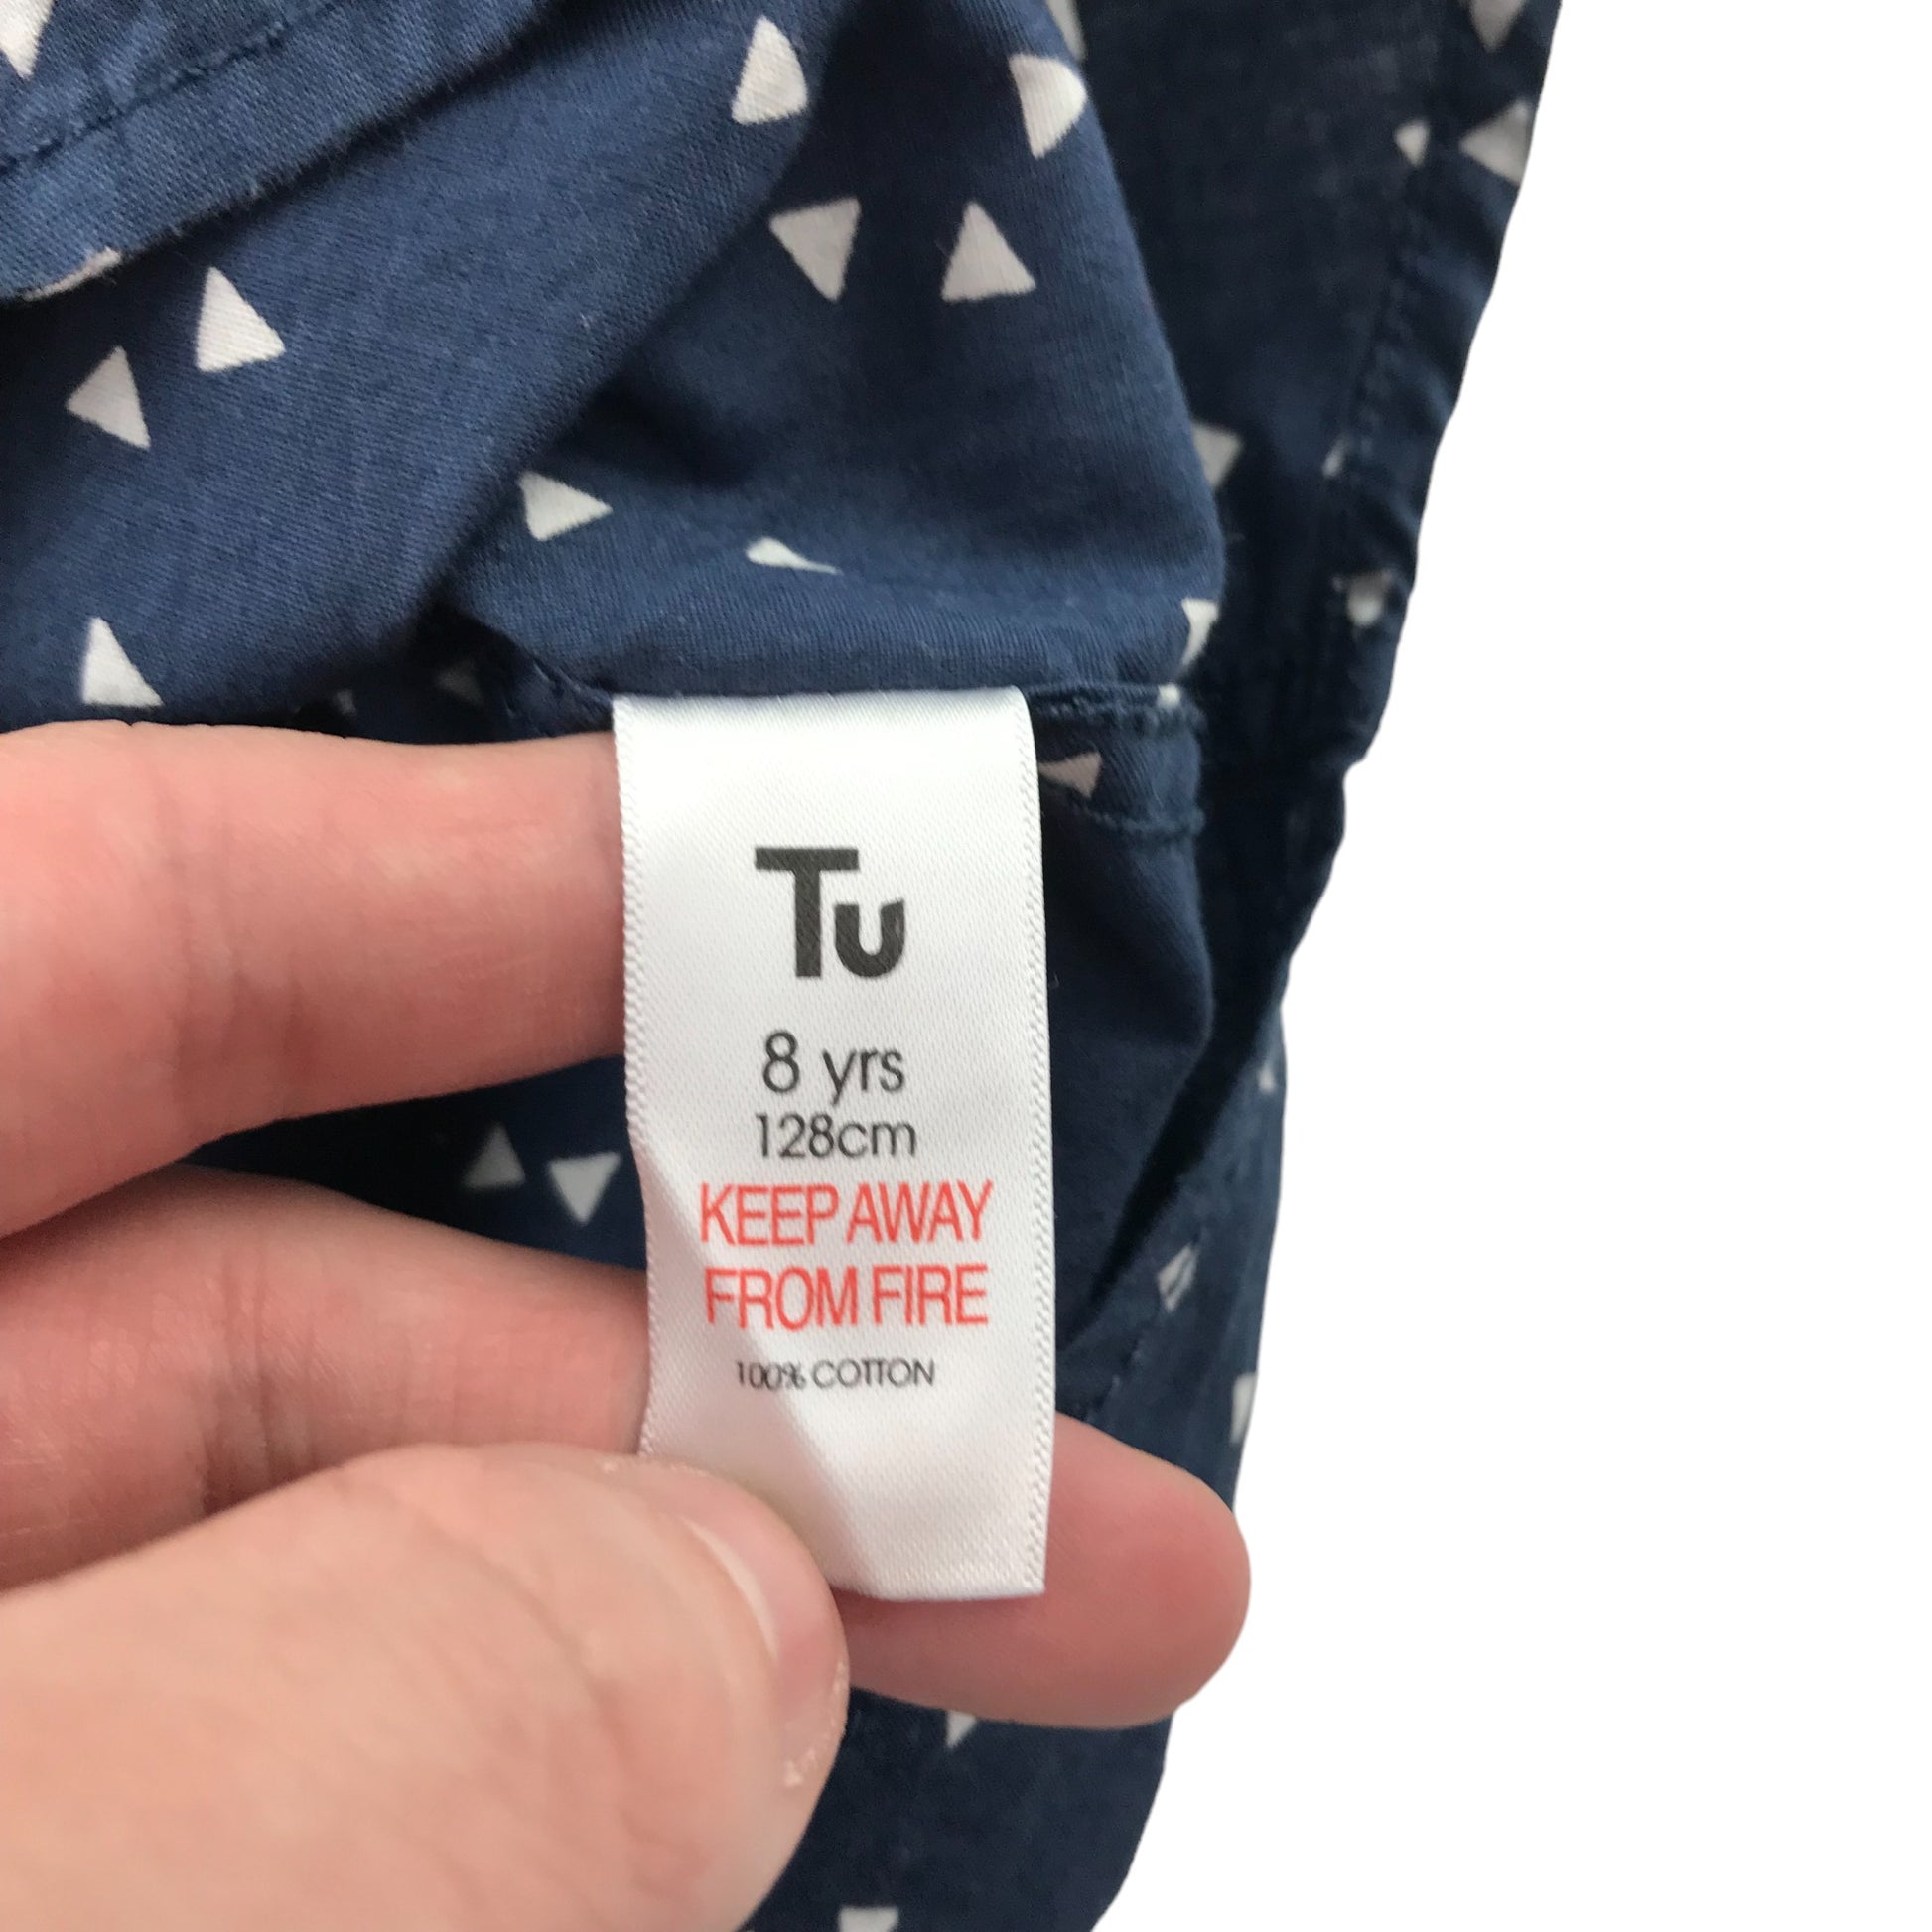 Tu
8 yrs
128cm
KEEP AWAY
FROM FIRE
100% COTTON